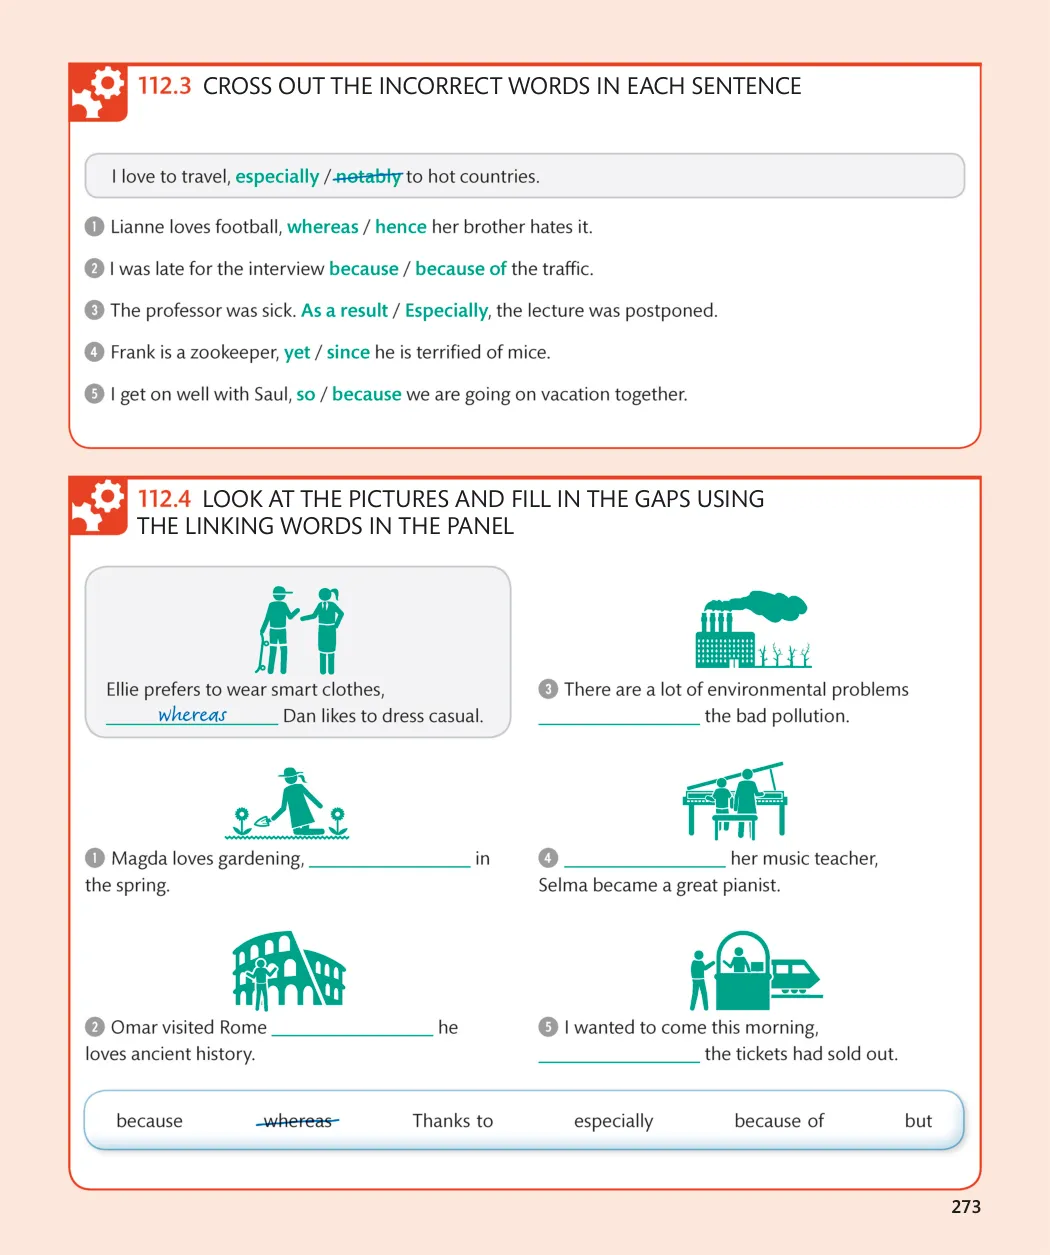 112.3 CROSS OUT THE INCORRECT WORDS IN EACH SENTENCE
I love to travel, especially / notably to hot countries.
1 Lianne loves football, whereas / hence her brother hates it.
2 I was late for the interview because / because of the traffic.
3 The professor was sick. As a result / Especially, the lecture was postponed.
4 Frank is a zookeeper, yet / since he is terrified of mice.
5 I get on well with Saul, so / because we are going on vacation together.
112.4 LOOK AT THE PICTURES AND FILL IN THE GAPS USING
THE LINKING WORDS IN THE PANEL
Ellie prefers to wear smart clothes,
whereas Dan likes to dress casual.
1 Magda loves gardening, ________ in
the spring.
2 Omar visited Rome ________ he
loves ancient history.
3 There are a lot of environmental problems
________ the bad pollution.
4 ________ her music teacher,
Selma became a great pianist.
5 I wanted to come this morning,
________ the tickets had sold out.
because whereas Thanks to especially because of but
273